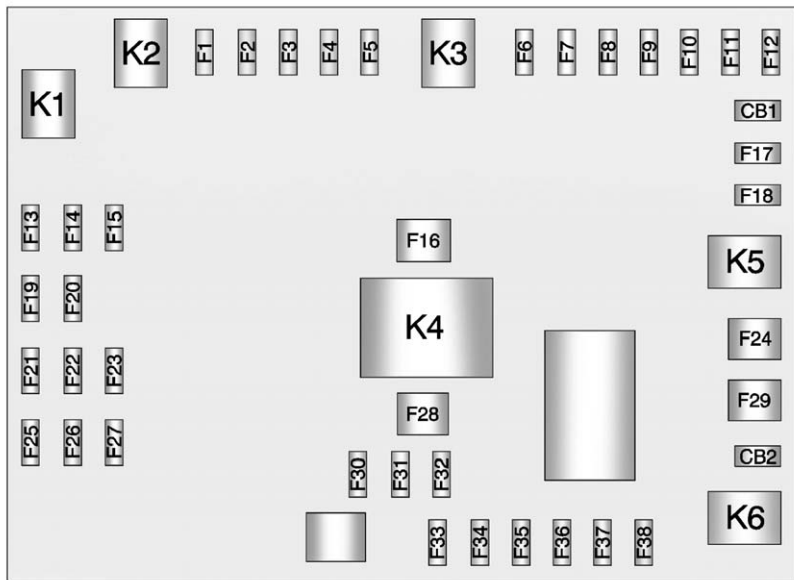 K2 F1 F2 F3 F4 F5 K3 F6 F7 F8 F9 F10 F11 F12
K1
CB1
F17
F18
F13 F14 F15
F16
K5
F19 F20
K4
F24
F21 F22 F23
F28
F29
F25 F26 F27
CB2
F30 F31 F32
K6
F33 F34 F35 F36 F37 F38